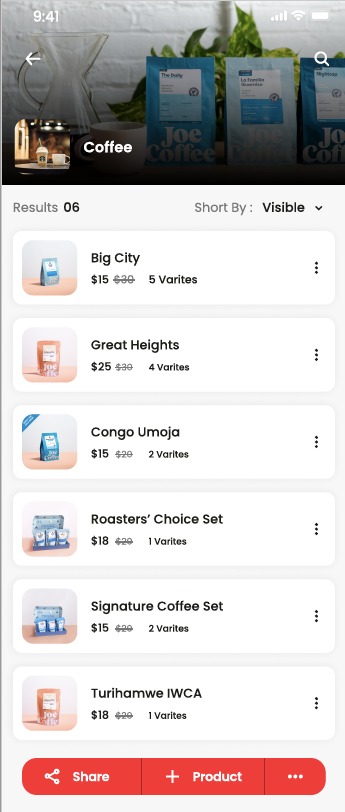 9:41
The Daily
La Familia
Guarnizo
Nightcap
Joe
Coffee
Joe
Coffee
Coffee
Results 06
Short By : Visible
Big City
$15 $30 5 Varites
Great Heights
$25 $30 4 Varites
Congo Umoja
$15 $20 2 Varites
Roasters’ Choice Set
$18 $20 1 Varites
Signature Coffee Set
$15 $20 2 Varites
Turihamwe IWCA
$18 $20 1 Varites
Share
Product